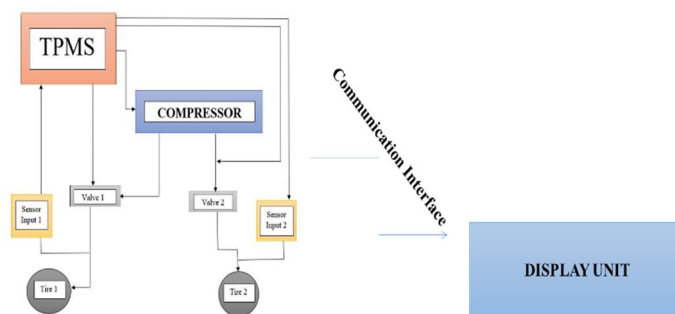 TPMS
COMPRESSOR
Communication Interface
Valve 1
Valve 2
Sensor
Input 1
Sensor
Input 2
DISPLAY UNIT
Tire 1
Tire 2